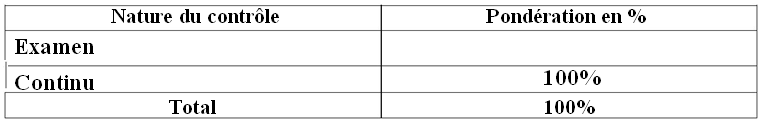 Nature du contrôle Pondération en %
Examen
Continu 100%
Total 100%